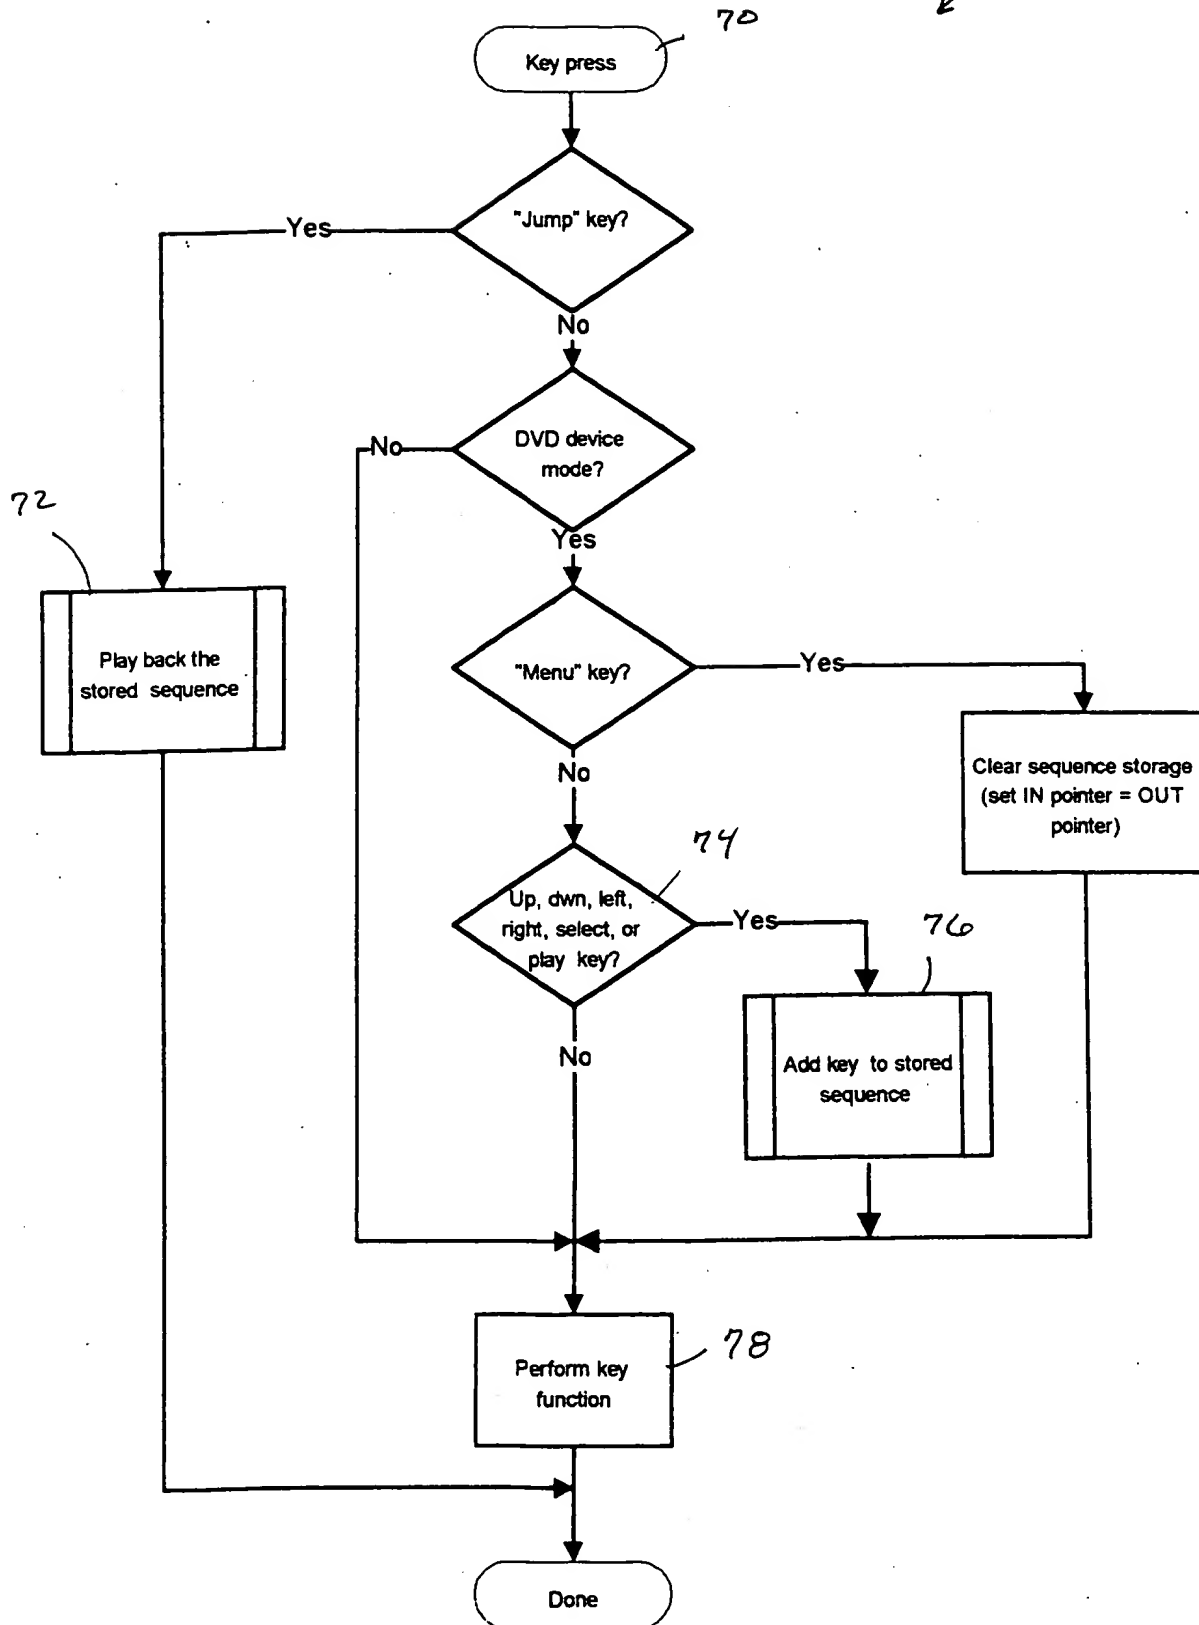 70
Key press
"Jump" key?
Yes
No
DVD device
mode?
No
Yes
72
Play back the
stored sequence
"Menu" key?
Yes
No
Clear sequence storage
(set IN pointer = OUT
pointer)
74
Up, dwn, left,
right, select, or
play key?
Yes
76
No
Add key to stored
sequence
78
Perform key
function
Done